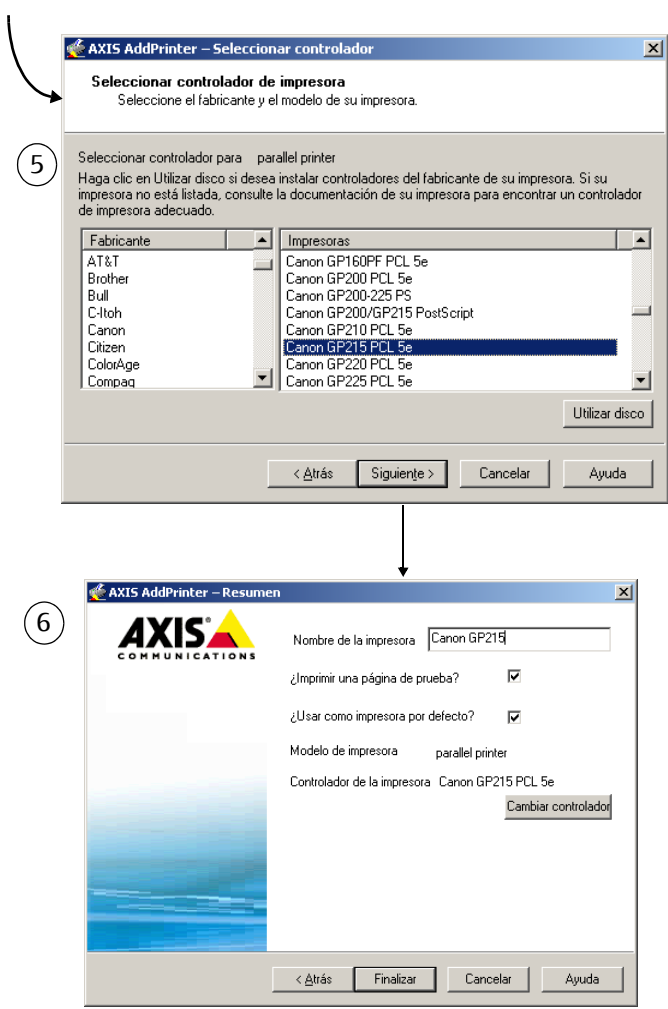 AXIS AddPrinter – Seleccionar controlador
Seleccionar controlador de impresora
Seleccione el fabricante y el modelo de su impresora.
5
Seleccionar controlador para parallel printer
Haga clic en Utilizar disco si desea instalar controladores del fabricante de su impresora. Si su
impresora no está listada, consulte la documentación de su impresora para encontrar un controlador
de impresora adecuado.
Fabricante
AT&T
Brother
Bull
C-Itoh
Canon
Citizen
ColorAge
Compaq
Impresoras
Canon GP160PF PCL 5e
Canon GP200 PCL 5e
Canon GP200-225 PS
Canon GP200/GP215 PostScript
Canon GP210 PCL 5e
Canon GP215 PCL 5e
Canon GP220 PCL 5e
Canon GP225 PCL 5e
Utilizar disco
< Atrás
Siguiente >
Cancelar
Ayuda
6
AXIS AddPrinter – Resumen
AXIS
COMMUNICATIONS
Nombre de la impresora Canon GP215
¿Imprimir una página de prueba?
¿Usar como impresora por defecto?
Modelo de impresora parallel printer
Controlador de la impresora Canon GP215 PCL 5e
Cambiar controlador
< Atrás
Finalizar
Cancelar
Ayuda